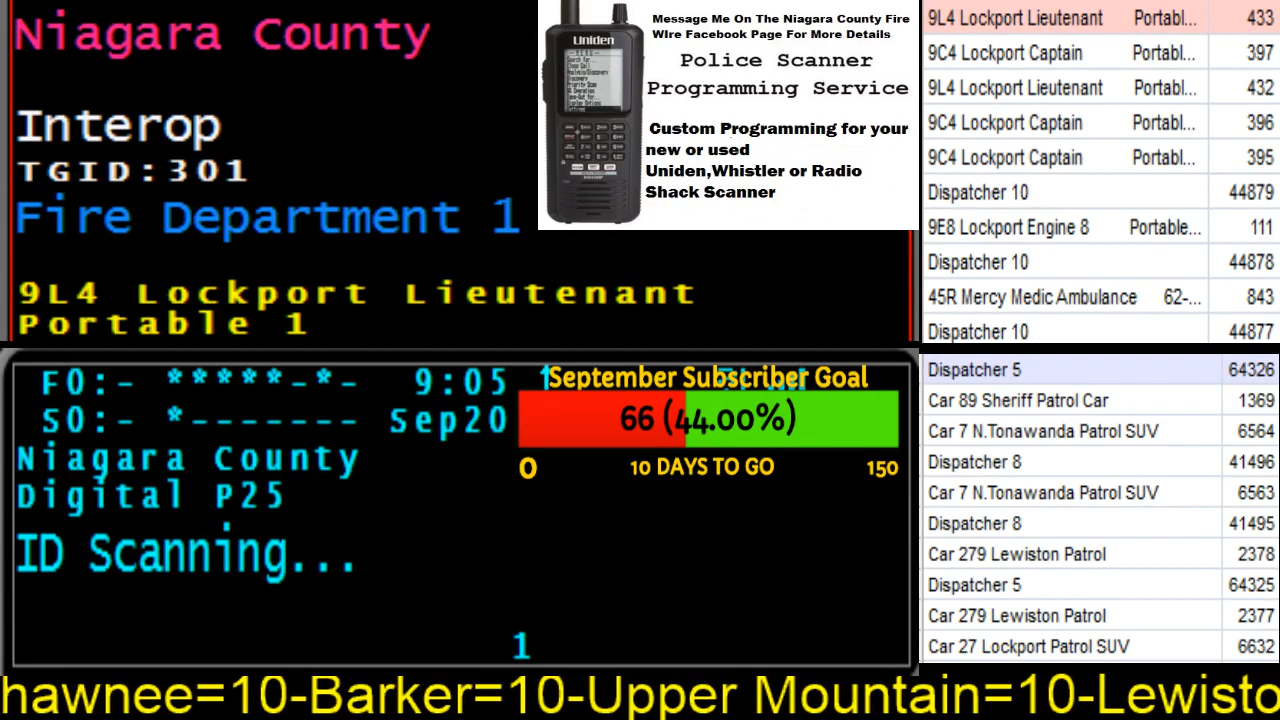 Niagara County
Interop
TGID:301
Fire Department 1
9L4 Lockport Lieutenant
Portable 1
Uniden
Message Me On The Niagara County Fire
WIre Facebook Page For More Details
Police Scanner
Programming Service
Custom Programming for your
new or used
Uniden,Whistler or Radio
Shack Scanner
9L4 Lockport Lieutenant Portabl... 433
9C4 Lockport Captain Portabl... 397
9L4 Lockport Lieutenant Portabl... 432
9C4 Lockport Captain Portabl... 396
9C4 Lockport Captain Portabl... 395
Dispatcher 10 44879
9E8 Lockport Engine 8 Portable... 111
Dispatcher 10 44878
45R Mercy Medic Ambulance 62-... 843
Dispatcher 10 44877
F0:- *****-*- 9:05
S0:- *------- Sep20
Niagara County
Digital P25
ID Scanning...
1
September Subscriber Goal
66 (44.00%)
0 10 DAYS TO GO 150
Dispatcher 5 64326
Car 89 Sheriff Patrol Car 1369
Car 7 N.Tonawanda Patrol SUV 6564
Dispatcher 8 41496
Car 7 N.Tonawanda Patrol SUV 6563
Dispatcher 8 41495
Car 279 Lewiston Patrol 2378
Dispatcher 5 64325
Car 279 Lewiston Patrol 2377
Car 27 Lockport Patrol SUV 6632
hawnee=10-Barker=10-Upper Mountain=10-Lewisto